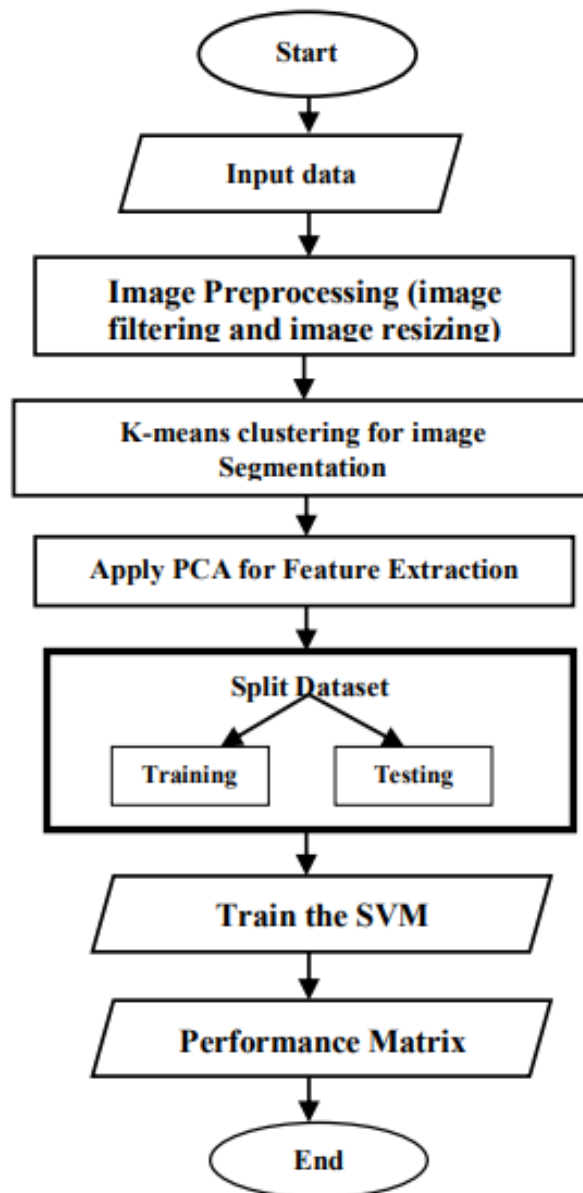 Start
Input data
Image Preprocessing (image
filtering and image resizing)
K-means clustering for image
Segmentation
Apply PCA for Feature Extraction
Split Dataset
Training
Testing
Train the SVM
Performance Matrix
End